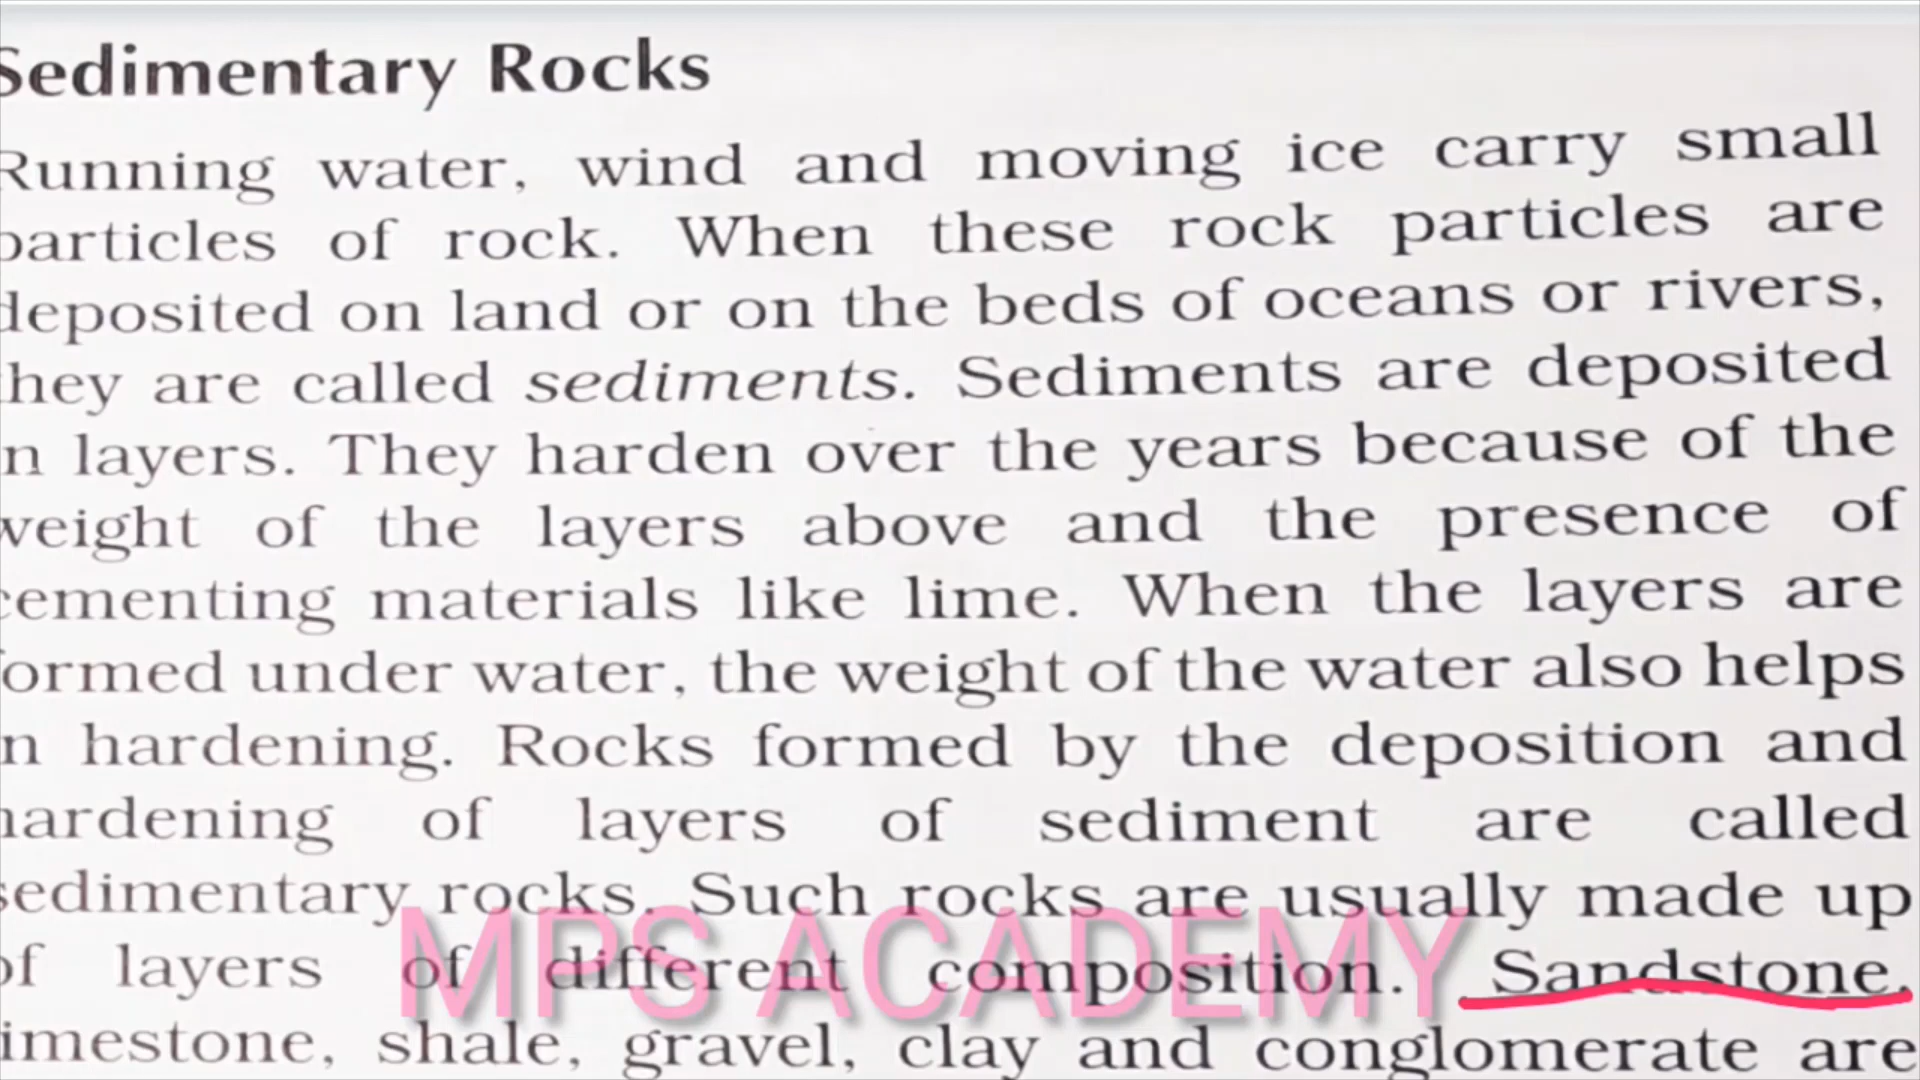 Sedimentary Rocks
Running water, wind and moving ice carry small
particles of rock. When these rock particles are
deposited on land or on the beds of oceans or rivers,
they are called sediments. Sediments are deposited
in layers. They harden over the years because of the
weight of the layers above and the presence of
cementing materials like lime. When the layers are
formed under water, the weight of the water also helps
in hardening. Rocks formed by the deposition and
hardening of layers of sediment are called
sedimentary rocks. Such rocks are usually made up
of layers of different composition. Sandstone,
limestone, shale, gravel, clay and conglomerate are
MPS ACADEMY